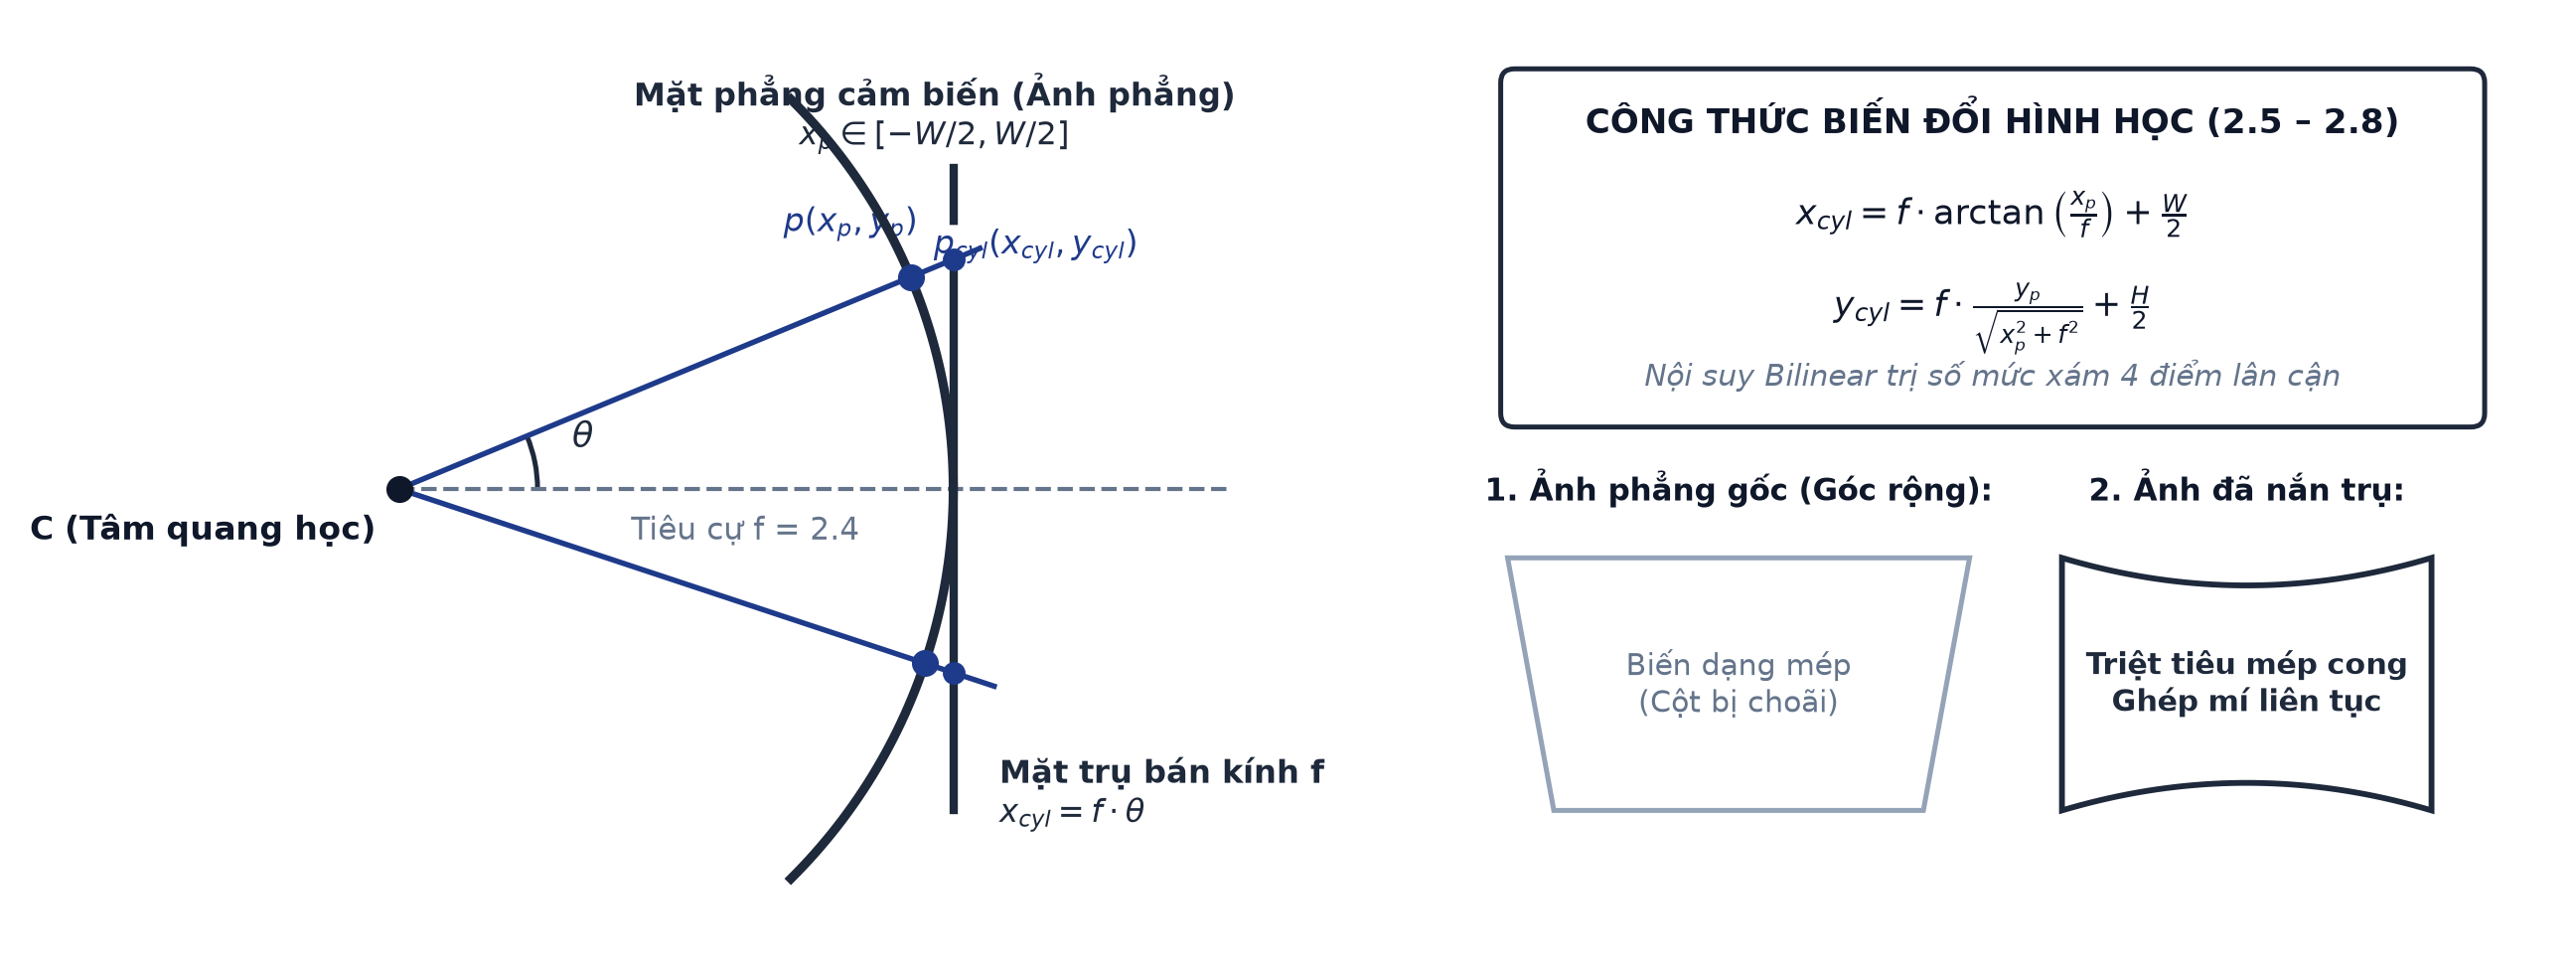 Mặt phẳng cảm biến (Ảnh phẳng)
x_p ∈ [−W/2, W/2]
p(x_p, y_p)
p_cyl(x_cyl, y_cyl)
θ
C (Tâm quang học)
Tiêu cự f = 2.4
Mặt trụ bán kính f
x_cyl = f · θ
CÔNG THỨC BIẾN ĐỔI HÌNH HỌC (2.5 – 2.8)
x_cyl = f · arctan (x_p/f) + W/2
y_cyl = f · y_p/√(x_p² + f²) + H/2
Nội suy Bilinear trị số mức xám 4 điểm lân cận
1. Ảnh phẳng gốc (Góc rộng):
Biến dạng mép
(Cột bị choãi)
2. Ảnh đã nắn trụ:
Triệt tiêu mép cong
Ghép mí liên tục